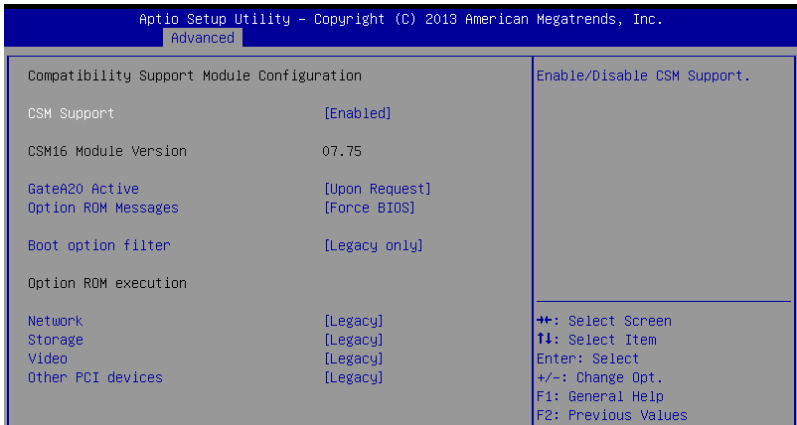 Aptio Setup Utility – Copyright (C) 2013 American Megatrends, Inc.
Advanced
Compatibility Support Module Configuration
CSM Support [Enabled]
CSM16 Module Version 07.75
GateA20 Active [Upon Request]
Option ROM Messages [Force BIOS]
Boot option filter [Legacy only]
Option ROM execution
Network [Legacy]
Storage [Legacy]
Video [Legacy]
Other PCI devices [Legacy]
Enable/Disable CSM Support.
→←: Select Screen
↑↓: Select Item
Enter: Select
+/-: Change Opt.
F1: General Help
F2: Previous Values